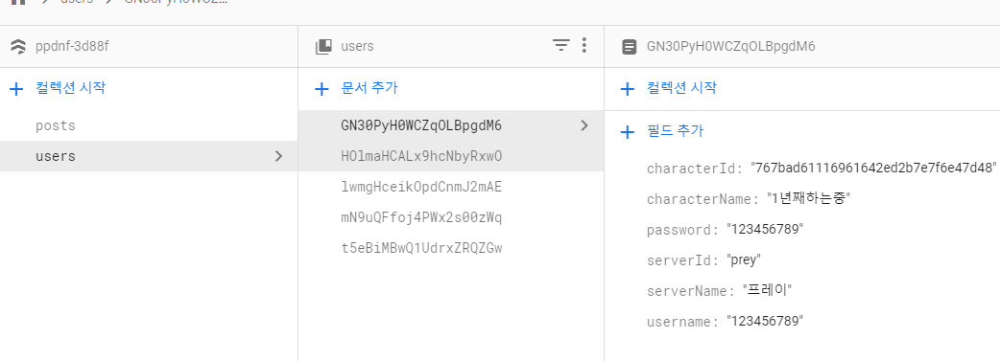 users
ppdnf-3d88f
users
GN30PyH0WCZqOLBpgdM6
컬렉션 시작
문서 추가
컬렉션 시작
posts
GN30PyH0WCZqOLBpgdM6
필드 추가
users
HOlmaHCALx9hcNbyRxwO
characterId: "767bad61116961642ed2b7e7f6e47d48"
lwmgHceikOpdCnmJ2mAE
characterName: "1년째하는중"
mN9uQFfoj4PWx2s00zWq
password: "123456789"
t5eBiMBwQ1UdrxZRQZGw
serverId: "prey"
serverName: "프레이"
username: "123456789"